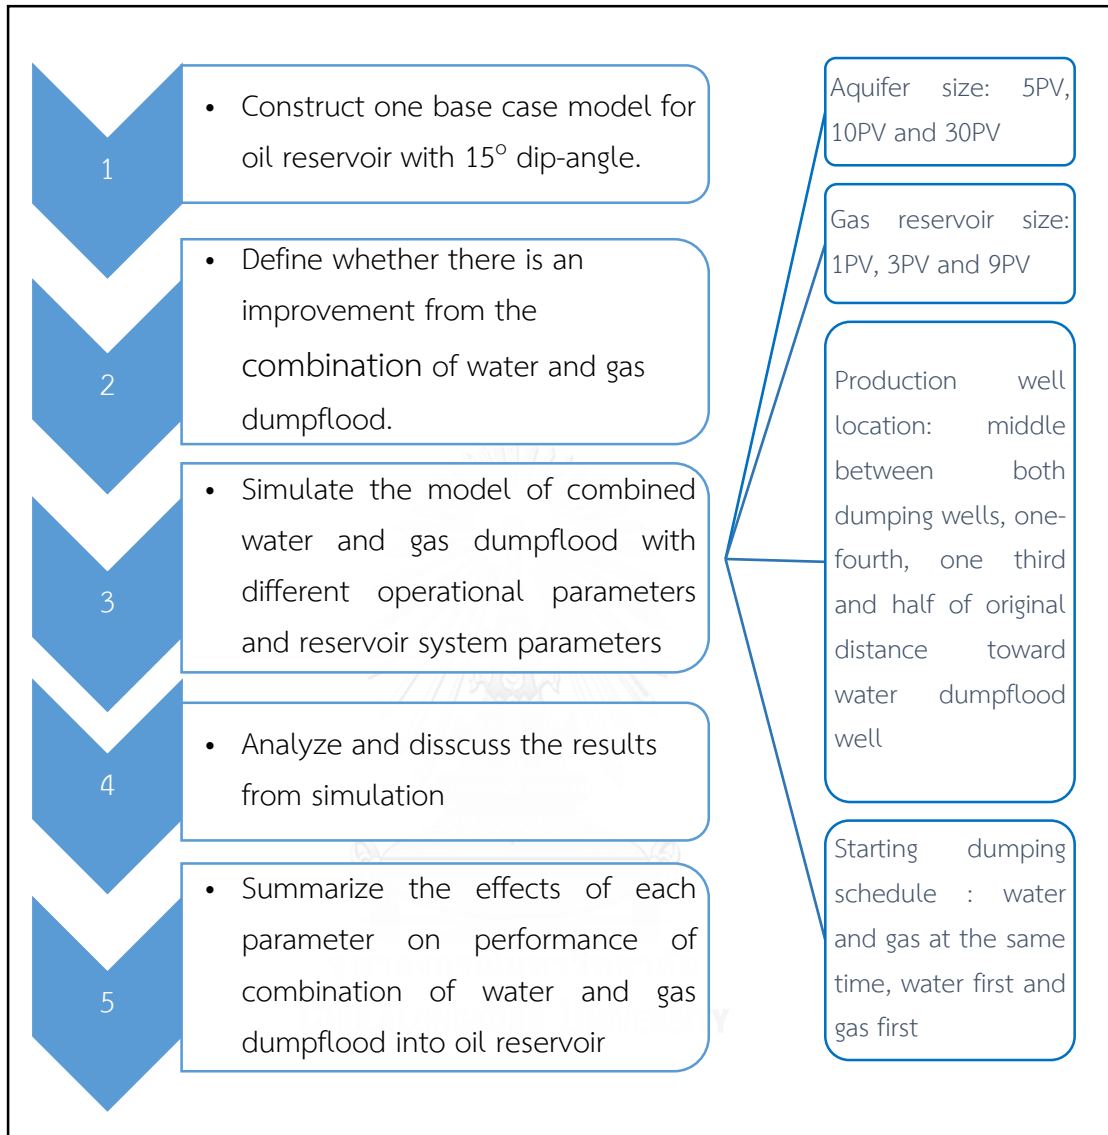 1
• Construct one base case model for
oil reservoir with 15° dip-angle.
2
• Define whether there is an
improvement from the
combination of water and gas
dumpflood.
3
• Simulate the model of combined
water and gas dumpflood with
different operational parameters
and reservoir system parameters
4
• Analyze and disscuss the results
from simulation
5
• Summarize the effects of each
parameter on performance of
combination of water and gas
dumpflood into oil reservoir
Aquifer size: 5PV,
10PV and 30PV
Gas reservoir size:
1PV, 3PV and 9PV
Production well
location: middle
between both
dumping wells, one-
fourth, one third
and half of original
distance toward
water dumpflood
well
Starting dumping
schedule : water
and gas at the same
time, water first and
gas first